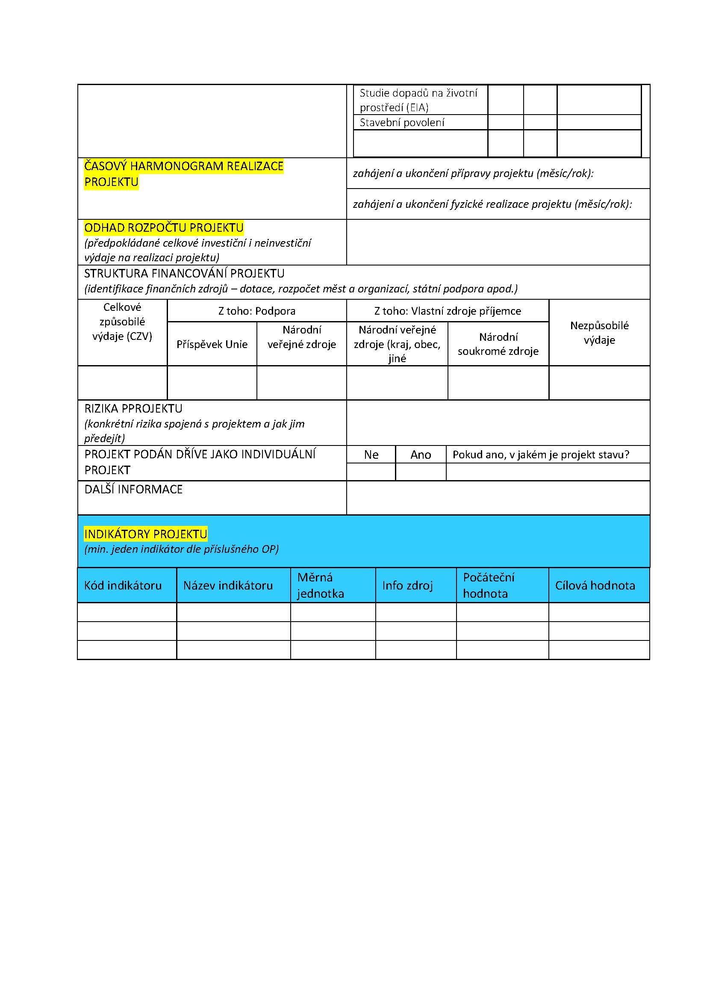 Studie dopadů na životní
prostředí (EIA)
Stavební povolení
ČASOVÝ HARMONOGRAM REALIZACE
PROJEKTU
zahájení a ukončení přípravy projektu (měsíc/rok):
zahájení a ukončení fyzické realizace projektu (měsíc/rok):
ODHAD ROZPOČTU PROJEKTU
(předpokládané celkové investiční i neinvestiční
výdaje na realizaci projektu)
STRUKTURA FINANCOVÁNÍ PROJEKTU
(identifikace finančních zdrojů – dotace, rozpočet měst a organizací, státní podpora apod.)
Celkové
způsobilé
výdaje (CZV)
Z toho: Podpora
Z toho: Vlastní zdroje příjemce
Nezpůsobilé
výdaje
Příspěvek Unie
Národní
veřejné zdroje
Národní veřejné
zdroje (kraj, obec,
jiné
Národní
soukromé zdroje
RIZIKA PPROJEKTU
(konkrétní rizika spojená s projektem a jak jim
předejít)
PROJEKT PODÁN DŘÍVE JAKO INDIVIDUÁLNÍ
PROJEKT
Ne
Ano
Pokud ano, v jakém je projekt stavu?
DALŠÍ INFORMACE
INDIKÁTORY PROJEKTU
(min. jeden indikátor dle příslušného OP)
Kód indikátoru
Název indikátoru
Měrná
jednotka
Info zdroj
Počáteční
hodnota
Cílová hodnota